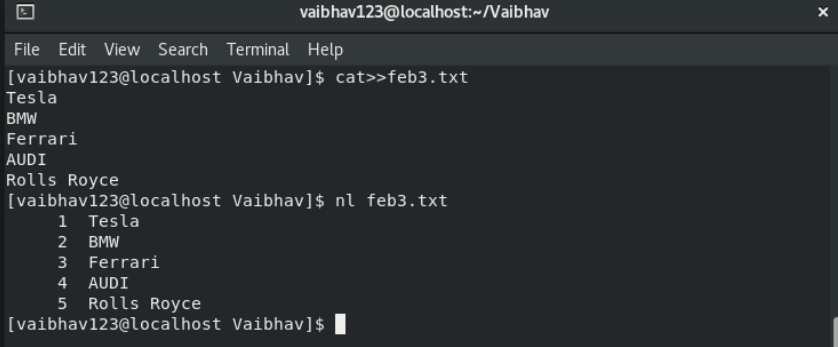 vaibhav123@localhost:~/Vaibhav ×
File Edit View Search Terminal Help
[vaibhav123@localhost Vaibhav]$ cat>>feb3.txt
Tesla
BMW
Ferrari
AUDI
Rolls Royce
[vaibhav123@localhost Vaibhav]$ nl feb3.txt
1 Tesla
2 BMW
3 Ferrari
4 AUDI
5 Rolls Royce
[vaibhav123@localhost Vaibhav]$